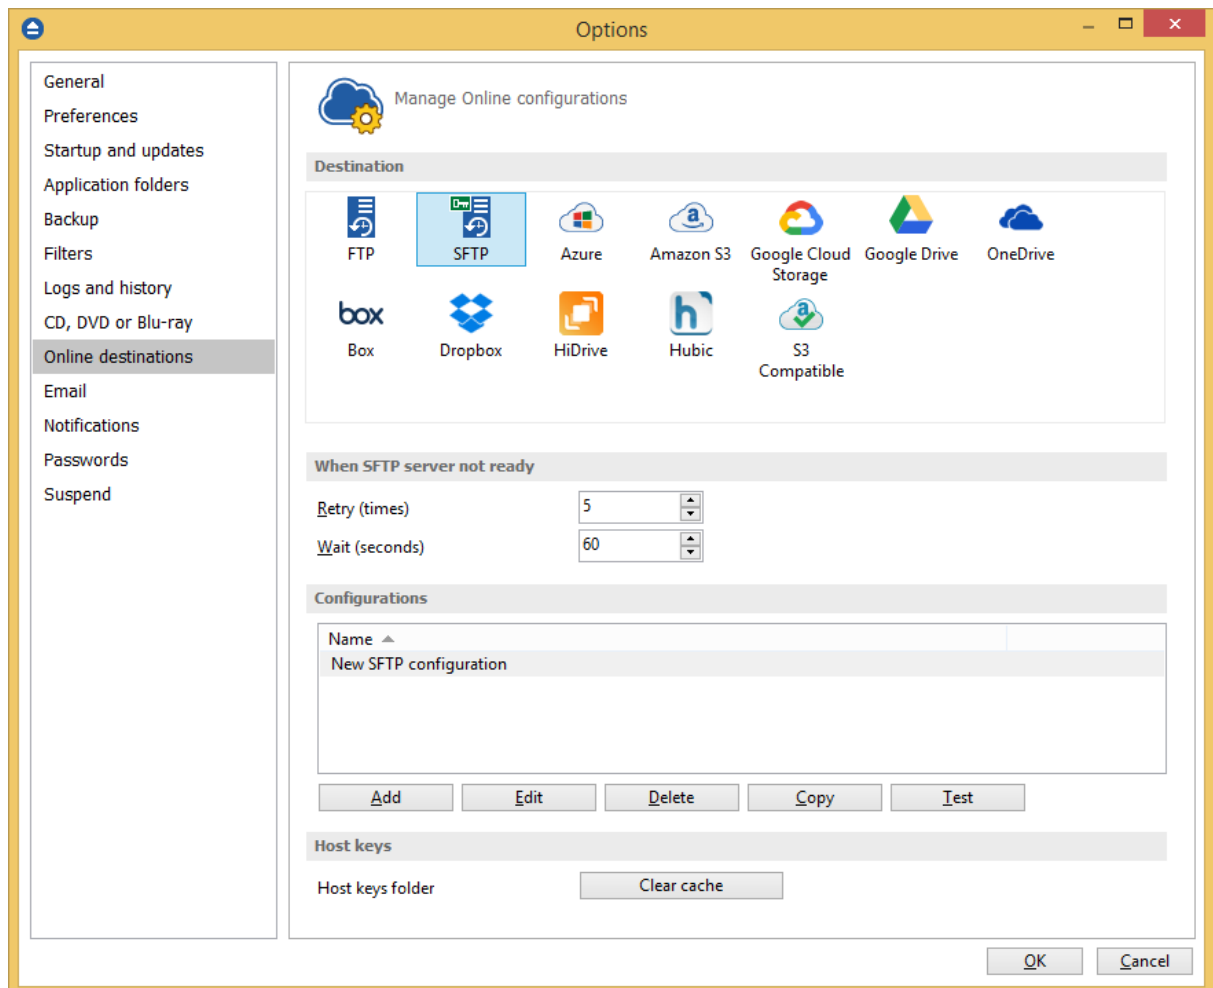 Options
General
Preferences
Startup and updates
Application folders
Backup
Filters
Logs and history
CD, DVD or Blu-ray
Online destinations
Email
Notifications
Passwords
Suspend
Manage Online configurations
Destination
FTP
SFTP
Azure
Amazon S3
Google Cloud
Storage
Google Drive
OneDrive
box
Box
Dropbox
HiDrive
h
Hubic
a
S3
Compatible
When SFTP server not ready
Retry (times) 5
Wait (seconds) 60
Configurations
Name
New SFTP configuration
Add Edit Delete Copy Test
Host keys
Host keys folder Clear cache
OK Cancel